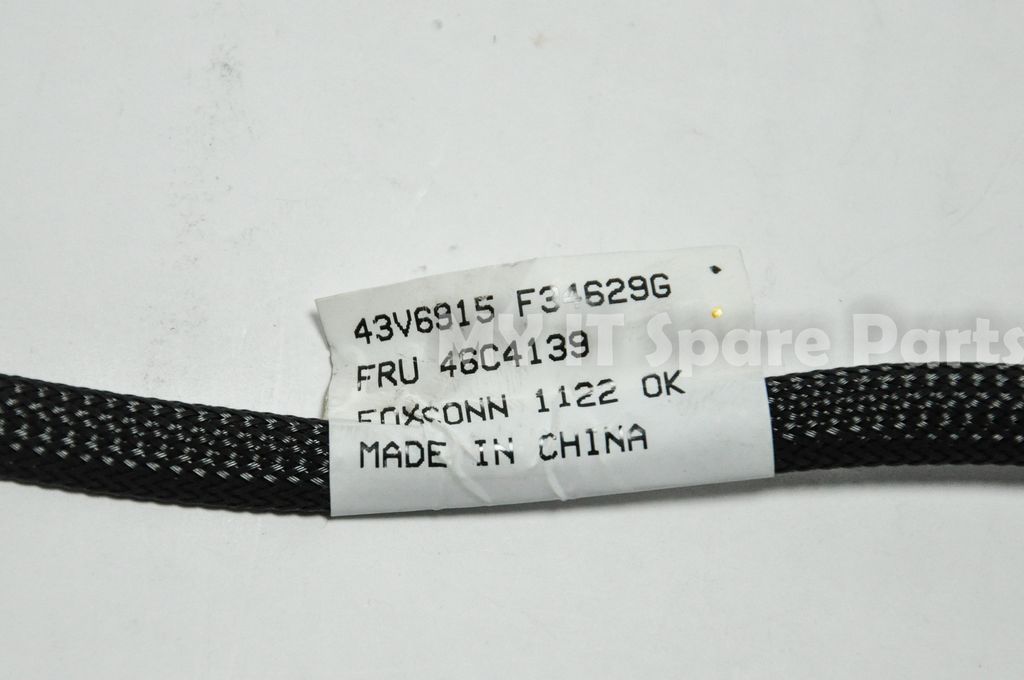 43V6915 F34629G
FRU 46C4139
FOXCONN 1122 OK
MADE IN CHINA
MY IT Spare Parts